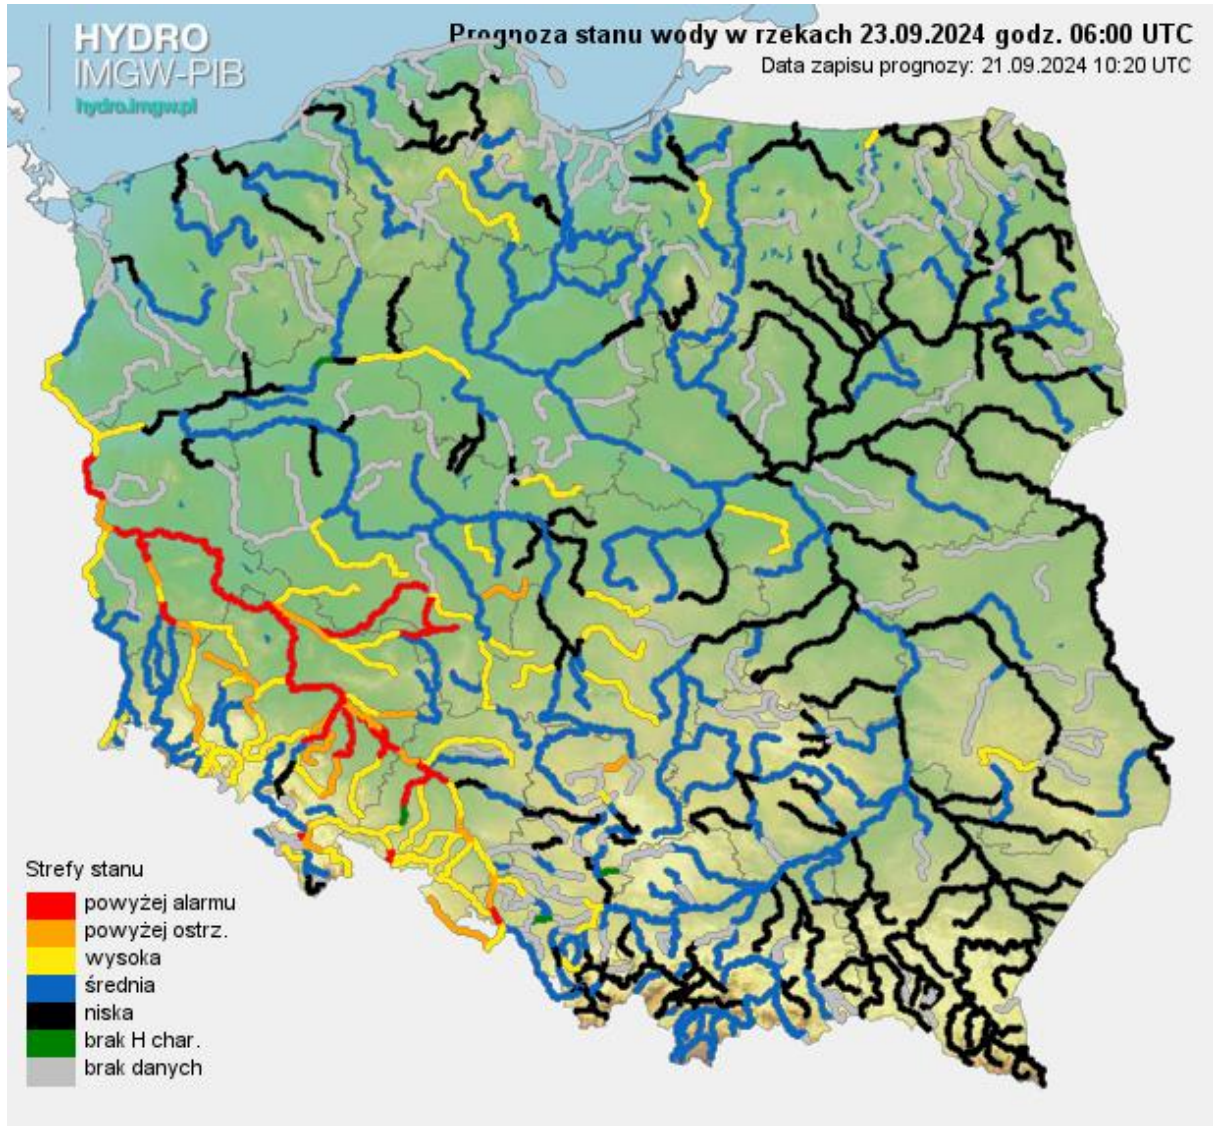 HYDRO
IMGW-PIB
hydro.imgw.pl
Prognoza stanu wody w rzekach 23.09.2024 godz. 06:00 UTC
Data zapisu prognozy: 21.09.2024 10:20 UTC
Strefy stanu
powyżej alarmu
powyżej ostrz.
wysoka
średnia
niska
brak H char.
brak danych